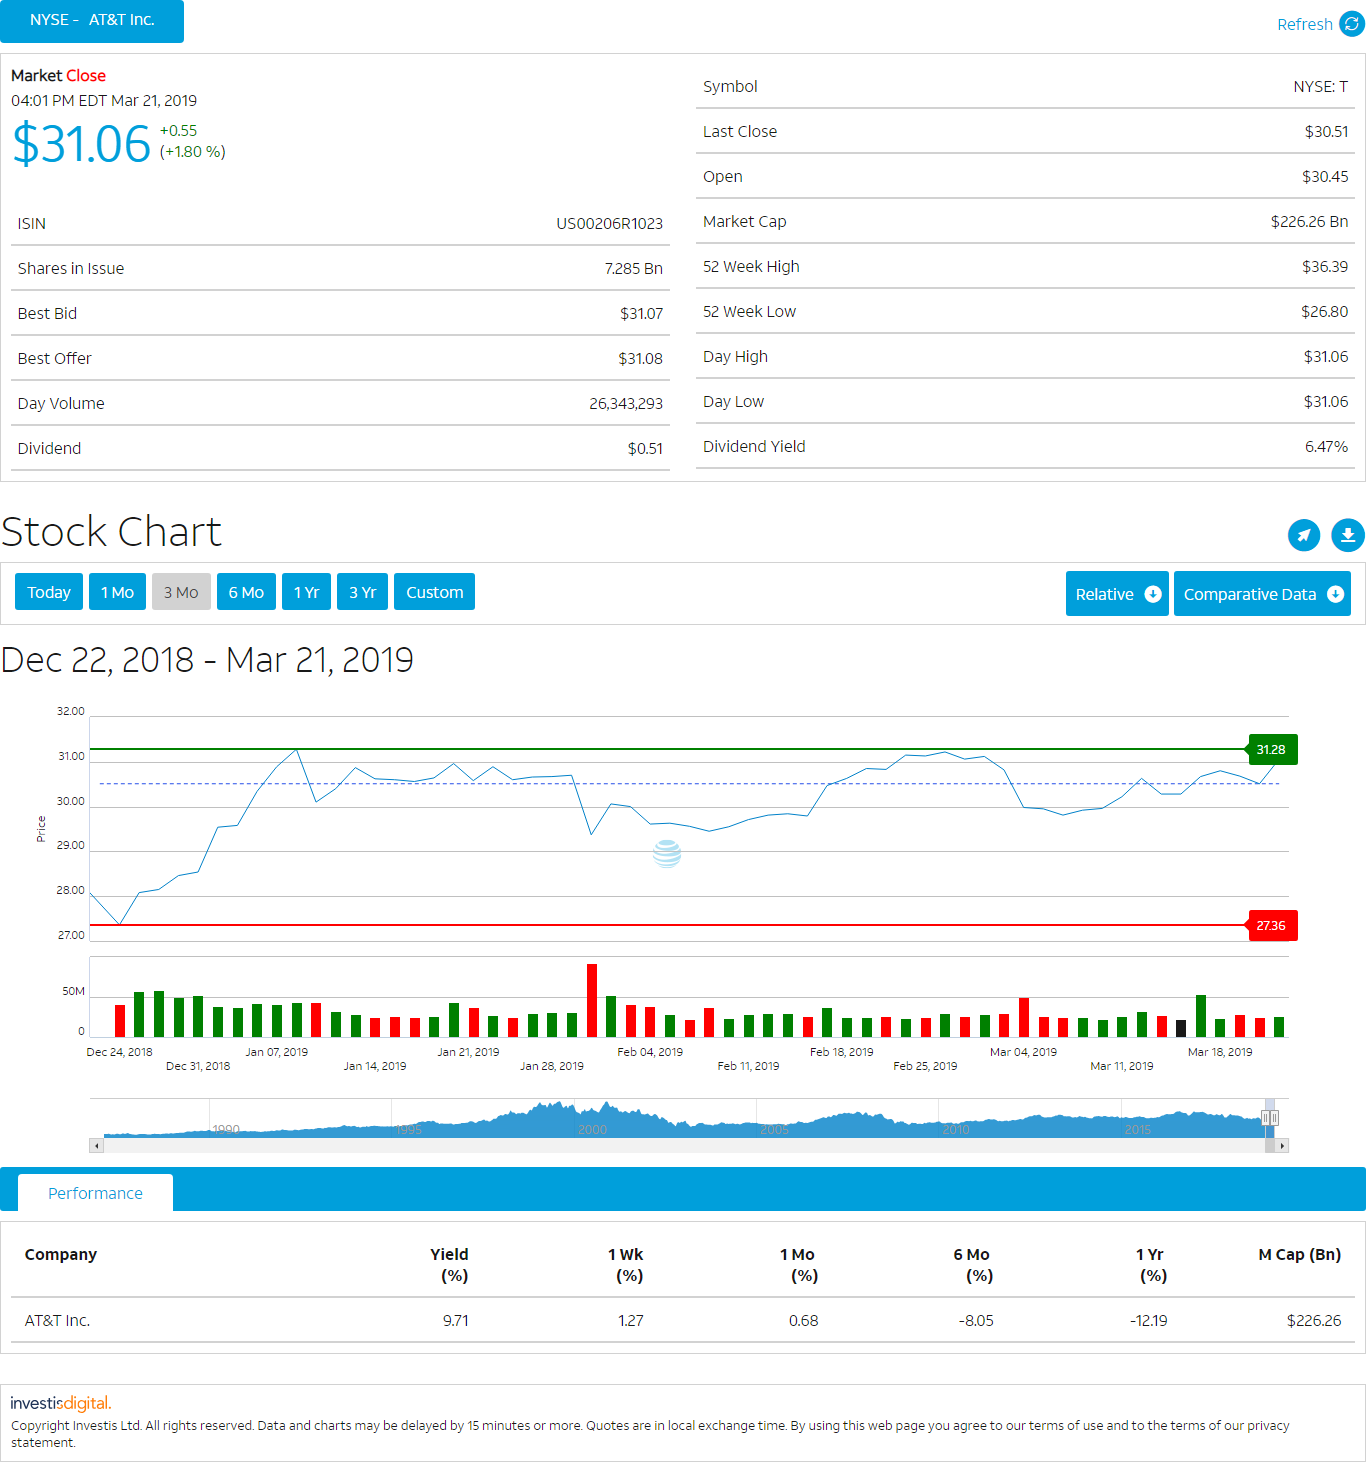 NYSE - AT&T Inc.
Refresh
Market Close
04:01 PM EDT Mar 21, 2019
$31.06 +0.55
(+1.80 %)
ISIN US00206R1023
Shares in Issue 7.285 Bn
Best Bid $31.07
Best Offer $31.08
Day Volume 26,343,293
Dividend $0.51
Symbol NYSE: T
Last Close $30.51
Open $30.45
Market Cap $226.26 Bn
52 Week High $36.39
52 Week Low $26.80
Day High $31.06
Day Low $31.06
Dividend Yield 6.47%
Stock Chart
Today 1 Mo 3 Mo 6 Mo 1 Yr 3 Yr Custom
Relative Comparative Data
Dec 22, 2018 - Mar 21, 2019
32.00
31.00
30.00
29.00
28.00
27.00
Price
31.28
27.36
50M
0
Dec 24, 2018 Jan 07, 2019 Jan 21, 2019 Feb 04, 2019 Feb 18, 2019 Mar 04, 2019 Mar 18, 2019
Dec 31, 2018 Jan 14, 2019 Jan 28, 2019 Feb 11, 2019 Feb 25, 2019 Mar 11, 2019
1990 1995 2000 2005 2010 2015
Performance
Company Yield 1 Wk 1 Mo 6 Mo 1 Yr M Cap (Bn)
(%) (%) (%) (%) (%)
AT&T Inc. 9.71 1.27 0.68 -8.05 -12.19 $226.26
investisdigital.
Copyright Investis Ltd. All rights reserved. Data and charts may be delayed by 15 minutes or more. Quotes are in local exchange time. By using this web page you agree to our terms of use and to the terms of our privacy
statement.